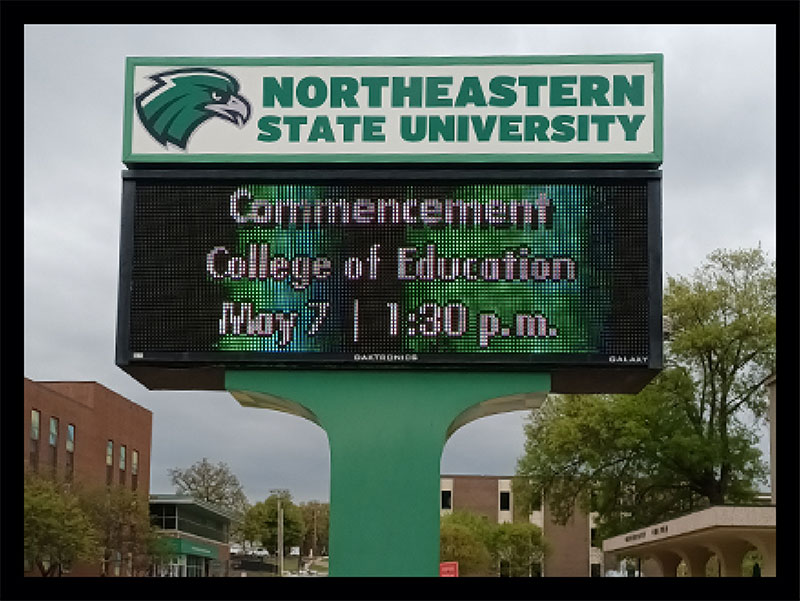 NORTHEASTERN
STATE UNIVERSITY
Commencement
College of Education
May 7 | 1:30 p.m.
DAKTRONICS
GALAXY